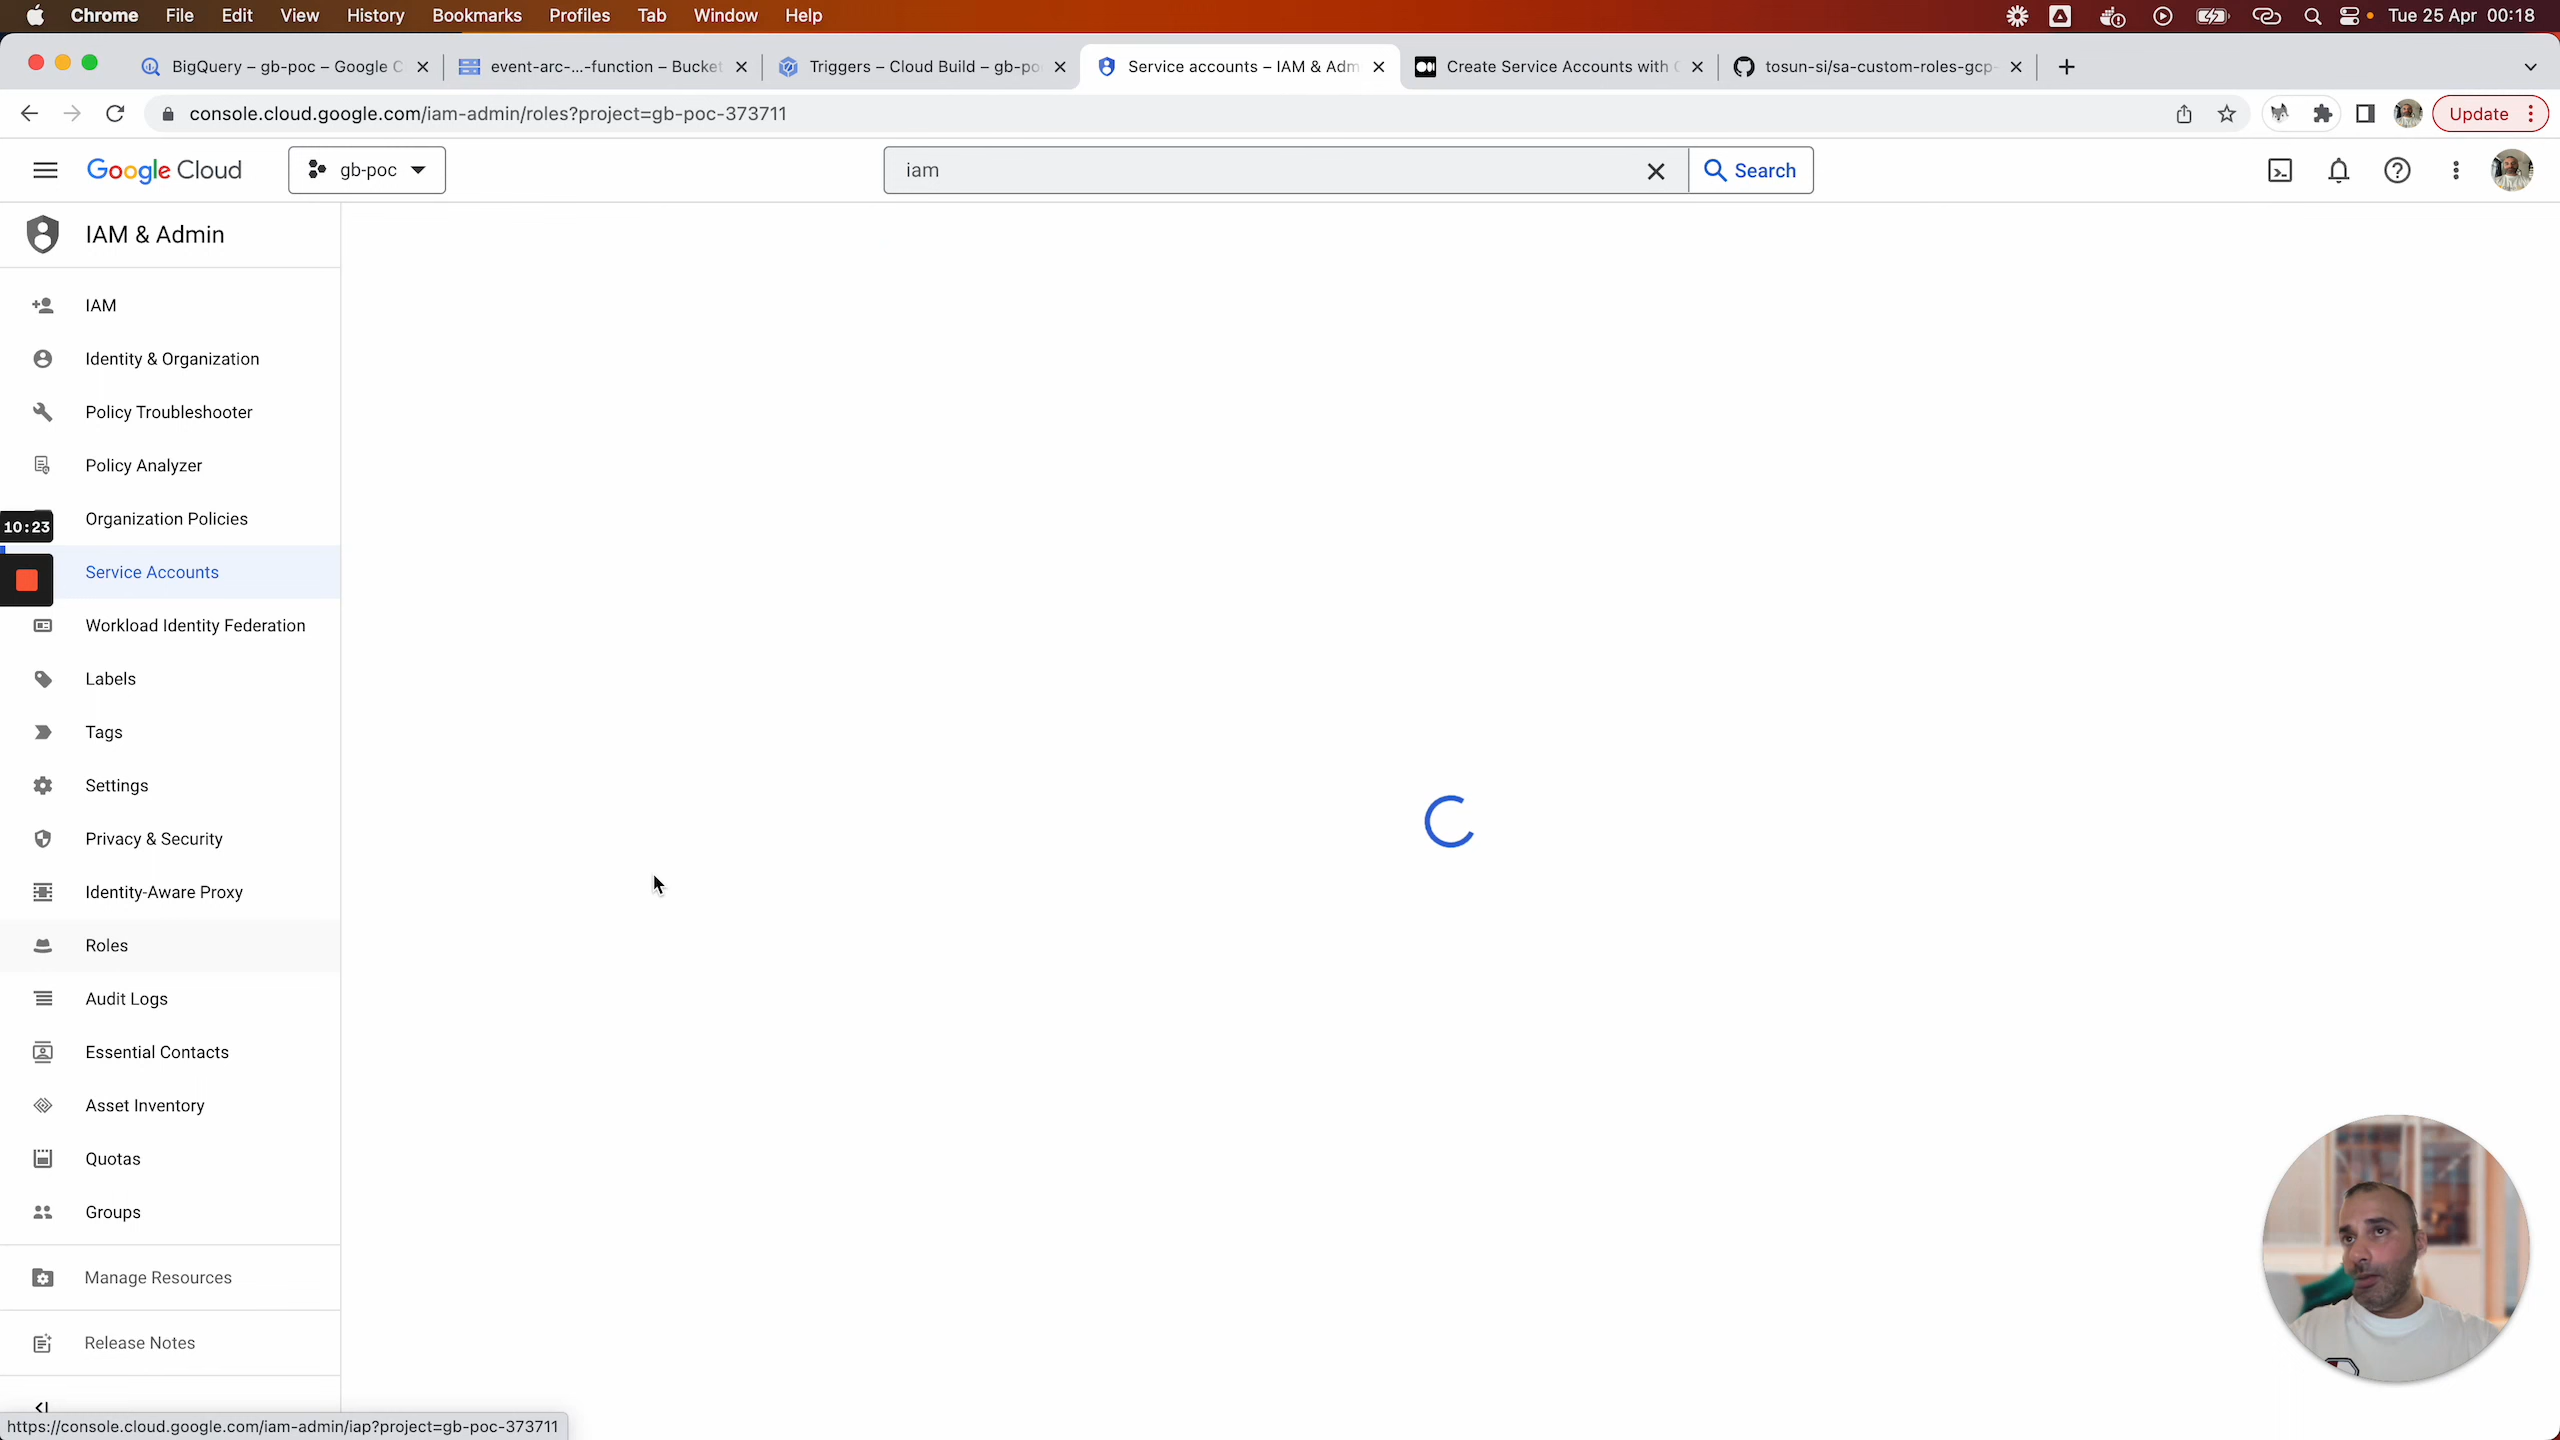 Chrome File Edit View History Bookmarks Profiles Tab Window Help Tue 25 Apr 00:18
BigQuery – gb-poc – Google C event-arc-...-function – Bucket Triggers – Cloud Build – gb-po Service accounts – IAM & Adm Create Service Accounts with tosun-si/sa-custom-roles-gcp-
console.cloud.google.com/iam-admin/roles?project=gb-poc-373711 Update
Google Cloud gb-poc iam Search
IAM & Admin
IAM
Identity & Organization
Policy Troubleshooter
Policy Analyzer
Organization Policies
10:23
Service Accounts
Workload Identity Federation
Labels
Tags
Settings
Privacy & Security
Identity-Aware Proxy
Roles
Audit Logs
Essential Contacts
Asset Inventory
Quotas
Groups
Manage Resources
Release Notes
https://console.cloud.google.com/iam-admin/iap?project=gb-poc-373711